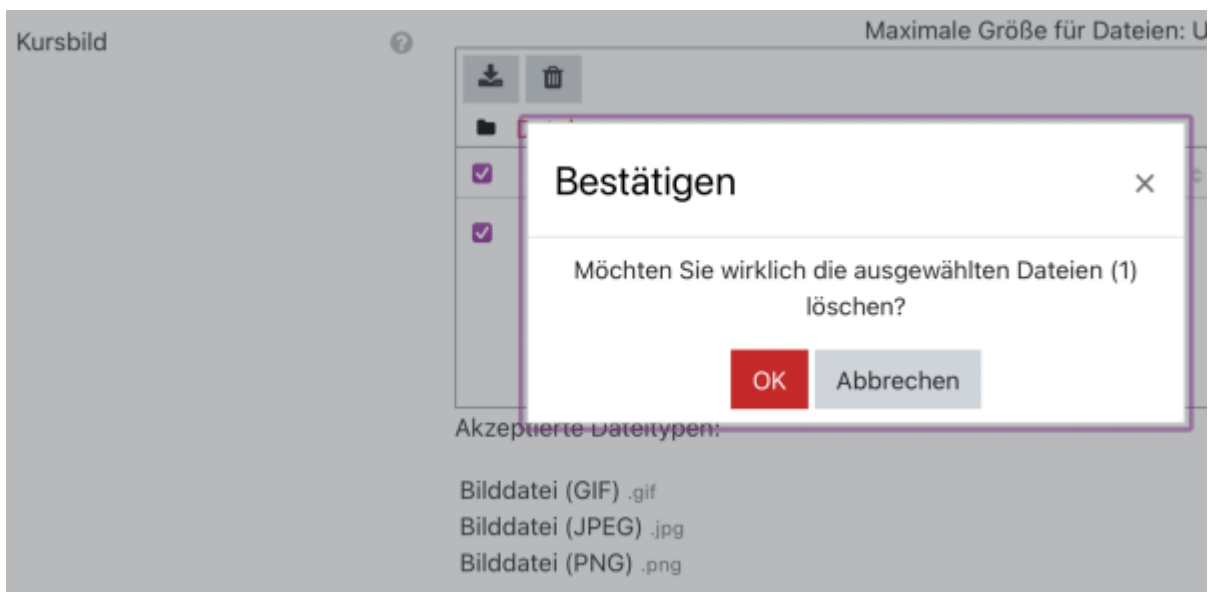 Maximale Größe für Dateien: U
Kursbild
Bestätigen
Möchten Sie wirklich die ausgewählten Dateien (1)
löschen?
OK Abbrechen
Akzeptierte Dateitypen:
Bilddatei (GIF) .gif
Bilddatei (JPEG) .jpg
Bilddatei (PNG) .png